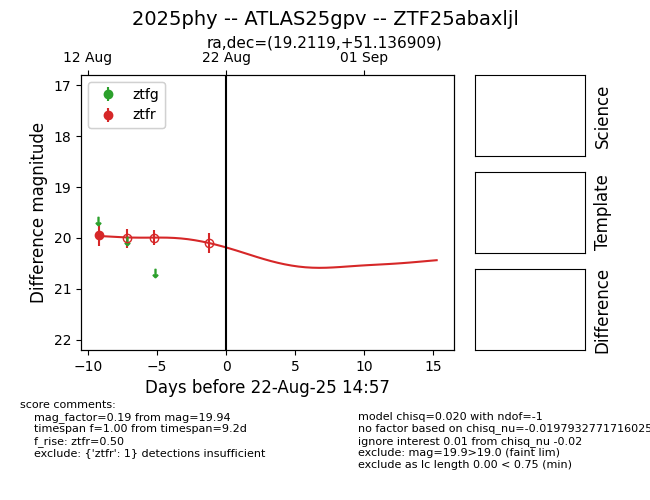 2025phy -- ATLAS25gpv -- ZTF25abaxljl
ra,dec=(19.2119,+51.136909)
12 Aug 22 Aug 01 Sep
ztfg
ztfr
17
18
19
20
21
22
Difference magnitude
−10 −5 0 5 10 15
Days before 22-Aug-25 14:57
Science
Template
Difference
score comments:
mag_factor=0.19 from mag=19.94
timespan f=1.00 from timespan=9.2d
f_rise: ztfr=0.50
exclude: {'ztfr': 1} detections insufficient
model chisq=0.020 with ndof=-1
no factor based on chisq_nu=-0.0197932771716025
ignore interest 0.01 from chisq_nu -0.02
exclude: mag=19.9>19.0 (faint lim)
exclude as lc length 0.00 < 0.75 (min)